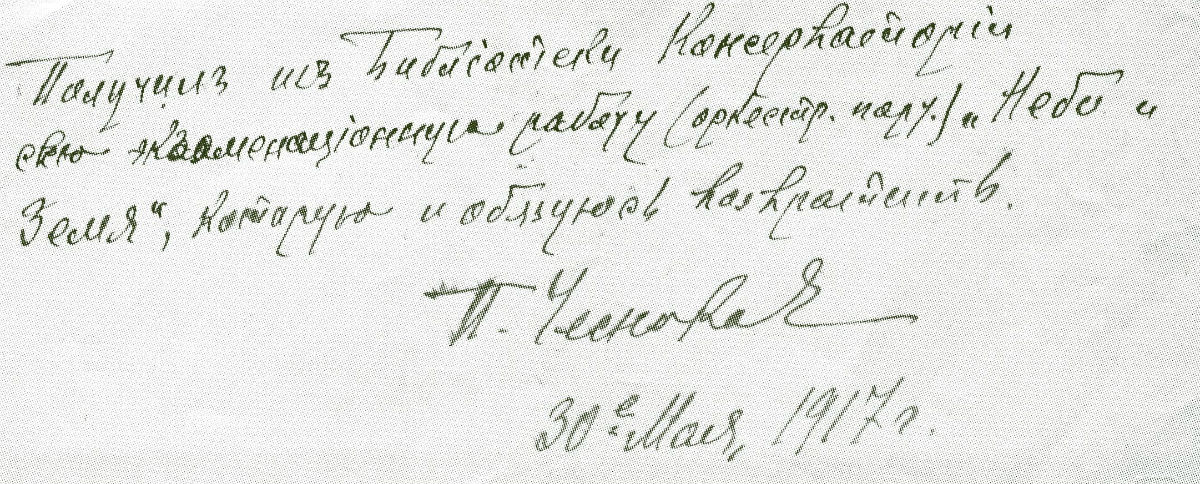 Получилъ изъ Библіотеки Консерваторіи
свою экзаменаціонную работу (оркестр. парт.) „Небо и
Земля“, которую и обязуюсь возвратить.
П. Чесноковъ
30е Мая, 1917 г.